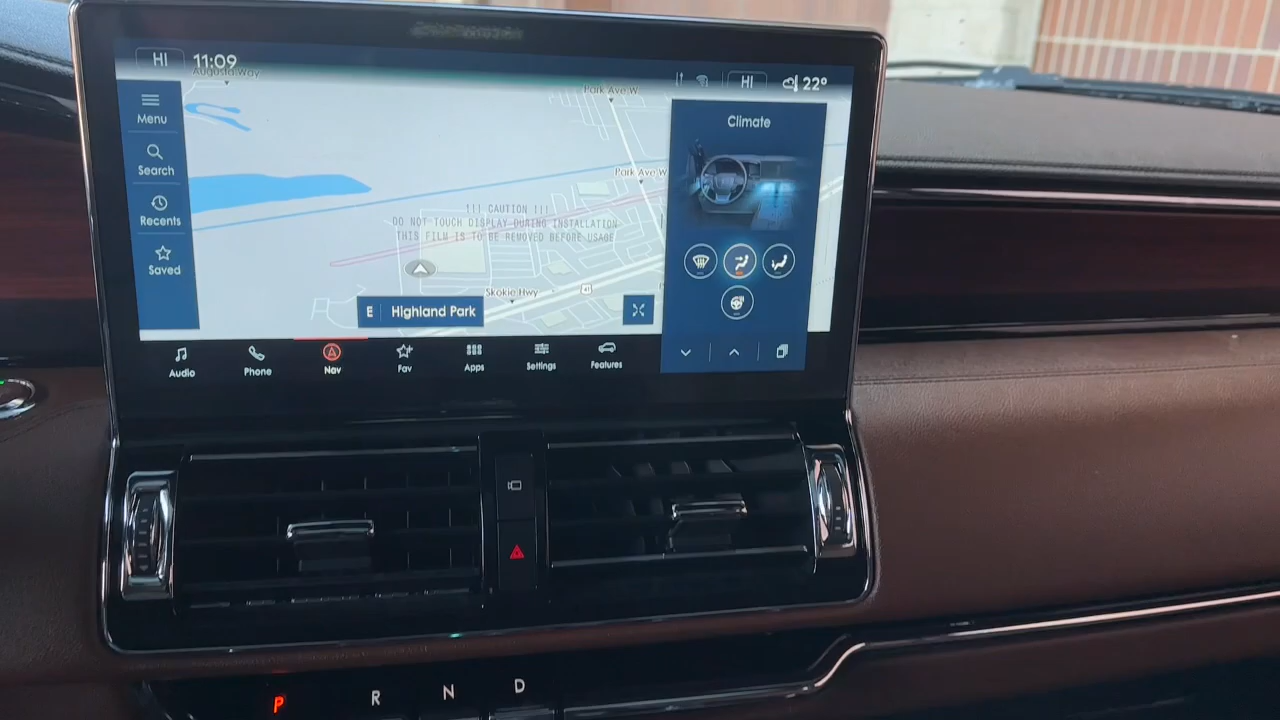 HI 11:09
HI 22°
Augusta Way
Park Ave W
Menu
Climate
Search
Park Ave W
Recents
!!! CAUTION !!!
DO NOT TOUCH DISPLAY DURING INSTALLATION
THIS FILM IS TO BE REMOVED BEFORE USAGE
Saved
Skokie Hwy
41
E Highland Park
Audio
Phone
Nav
Fav
Apps
Settings
Features
P R N D